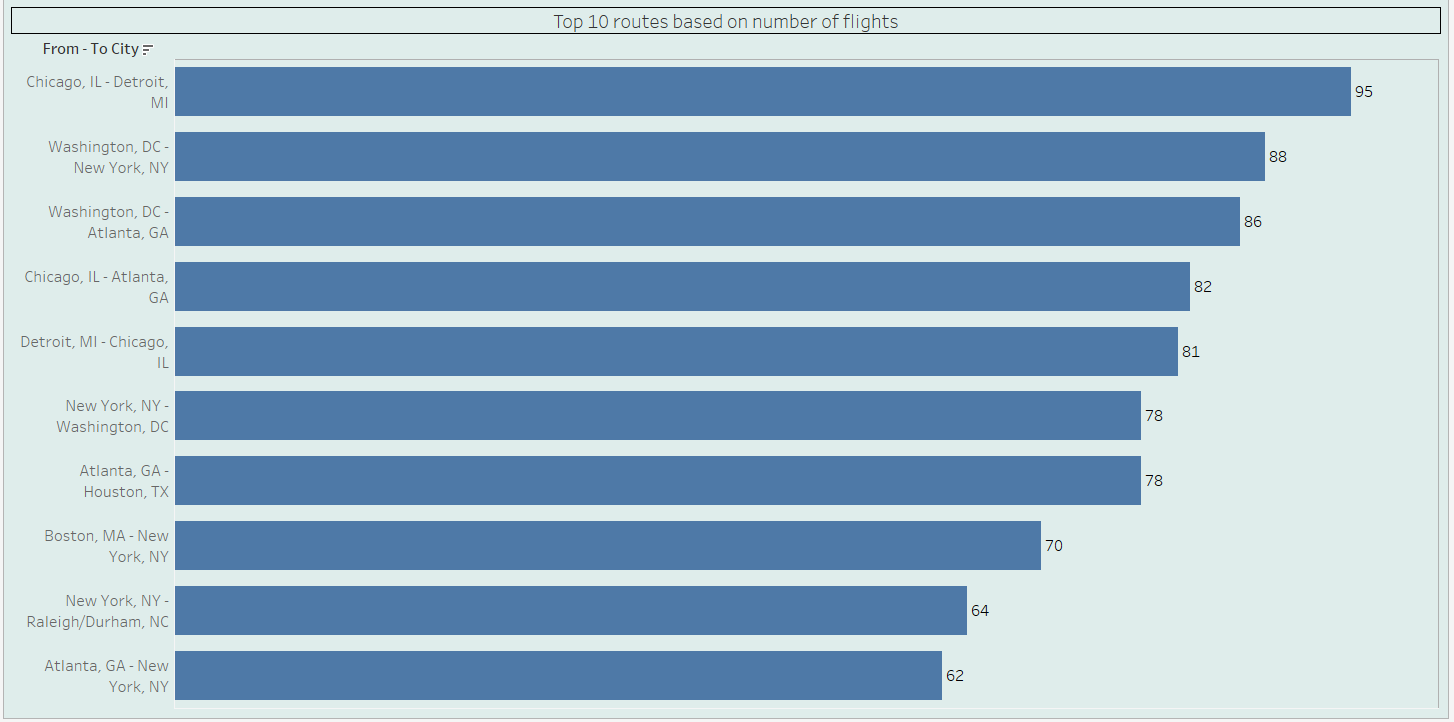 Top 10 routes based on number of flights
From - To City
Chicago, IL - Detroit,
MI
95
Washington, DC -
New York, NY
88
Washington, DC -
Atlanta, GA
86
Chicago, IL - Atlanta,
GA
82
Detroit, MI - Chicago,
IL
81
New York, NY -
Washington, DC
78
Atlanta, GA -
Houston, TX
78
Boston, MA - New
York, NY
70
New York, NY -
Raleigh/Durham, NC
64
Atlanta, GA - New
York, NY
62